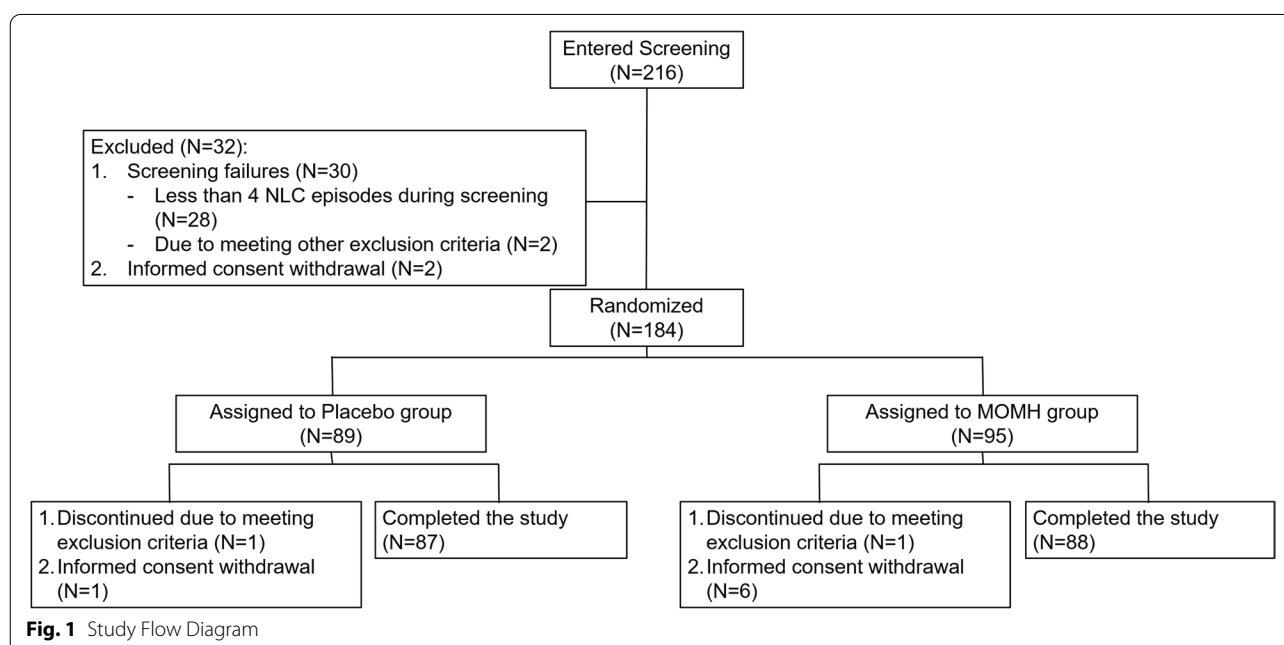 Entered Screening
(N=216)
Excluded (N=32):
1. Screening failures (N=30)
- Less than 4 NLC episodes during screening
(N=28)
- Due to meeting other exclusion criteria (N=2)
2. Informed consent withdrawal (N=2)
Randomized
(N=184)
Assigned to Placebo group
(N=89)
Assigned to MOMH group
(N=95)
1. Discontinued due to meeting
exclusion criteria (N=1)
2. Informed consent withdrawal
(N=1)
Completed the study
(N=87)
1. Discontinued due to meeting
exclusion criteria (N=1)
2. Informed consent withdrawal
(N=6)
Completed the study
(N=88)
Fig. 1 Study Flow Diagram